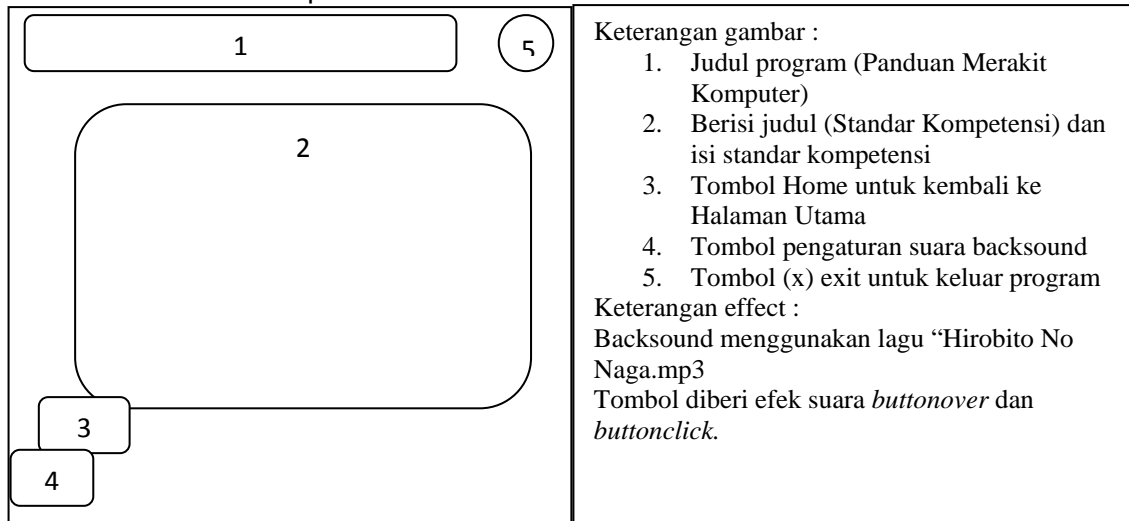 1
5
2
3
4
Keterangan gambar :
1. Judul program (Panduan Merakit
Komputer)
2. Berisi judul (Standar Kompetensi) dan
isi standar kompetensi
3. Tombol Home untuk kembali ke
Halaman Utama
4. Tombol pengaturan suara backsound
5. Tombol (x) exit untuk keluar program
Keterangan effect :
Backsound menggunakan lagu “Hirobito No
Naga.mp3
Tombol diberi efek suara buttonover dan
buttonclick.